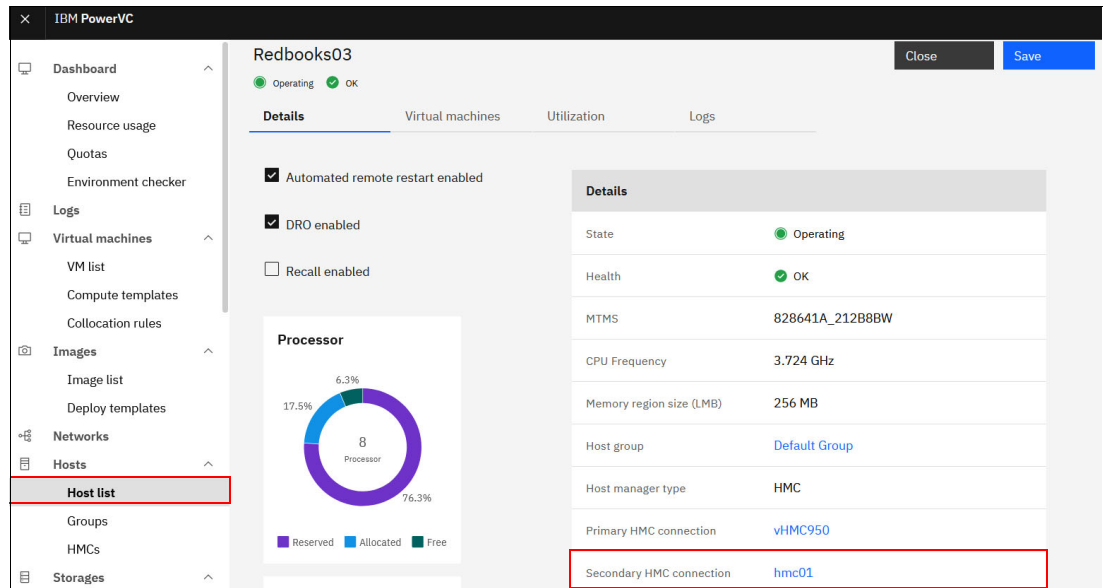 IBM PowerVC
Dashboard
Overview
Resource usage
Quotas
Environment checker
Logs
Virtual machines
VM list
Compute templates
Collocation rules
Images
Image list
Deploy templates
Networks
Hosts
Host list
Groups
HMCs
Storages
Redbooks03
Close
Save
Operating OK
Details Virtual machines Utilization Logs
Automated remote restart enabled
DRO enabled
Recall enabled
Processor
6.3%
17.5%
8
Processor
76.3%
Reserved Allocated Free
Details
State Operating
Health OK
MTMS 828641A_212B8BW
CPU Frequency 3.724 GHz
Memory region size (LMB) 256 MB
Host group Default Group
Host manager type HMC
Primary HMC connection vHMC950
Secondary HMC connection hmc01